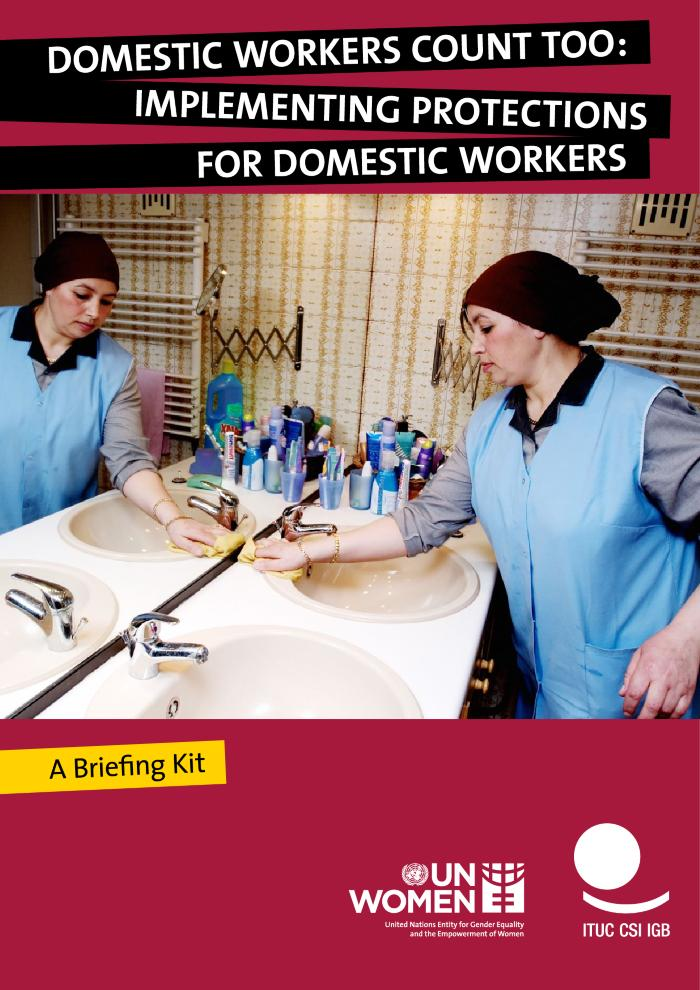 DOMESTIC WORKERS COUNT TOO:
IMPLEMENTING PROTECTIONS
FOR DOMESTIC WORKERS
A Briefing Kit
UN
WOMEN
United Nations Entity for Gender Equality
and the Empowerment of Women
ITUC CSI IGB